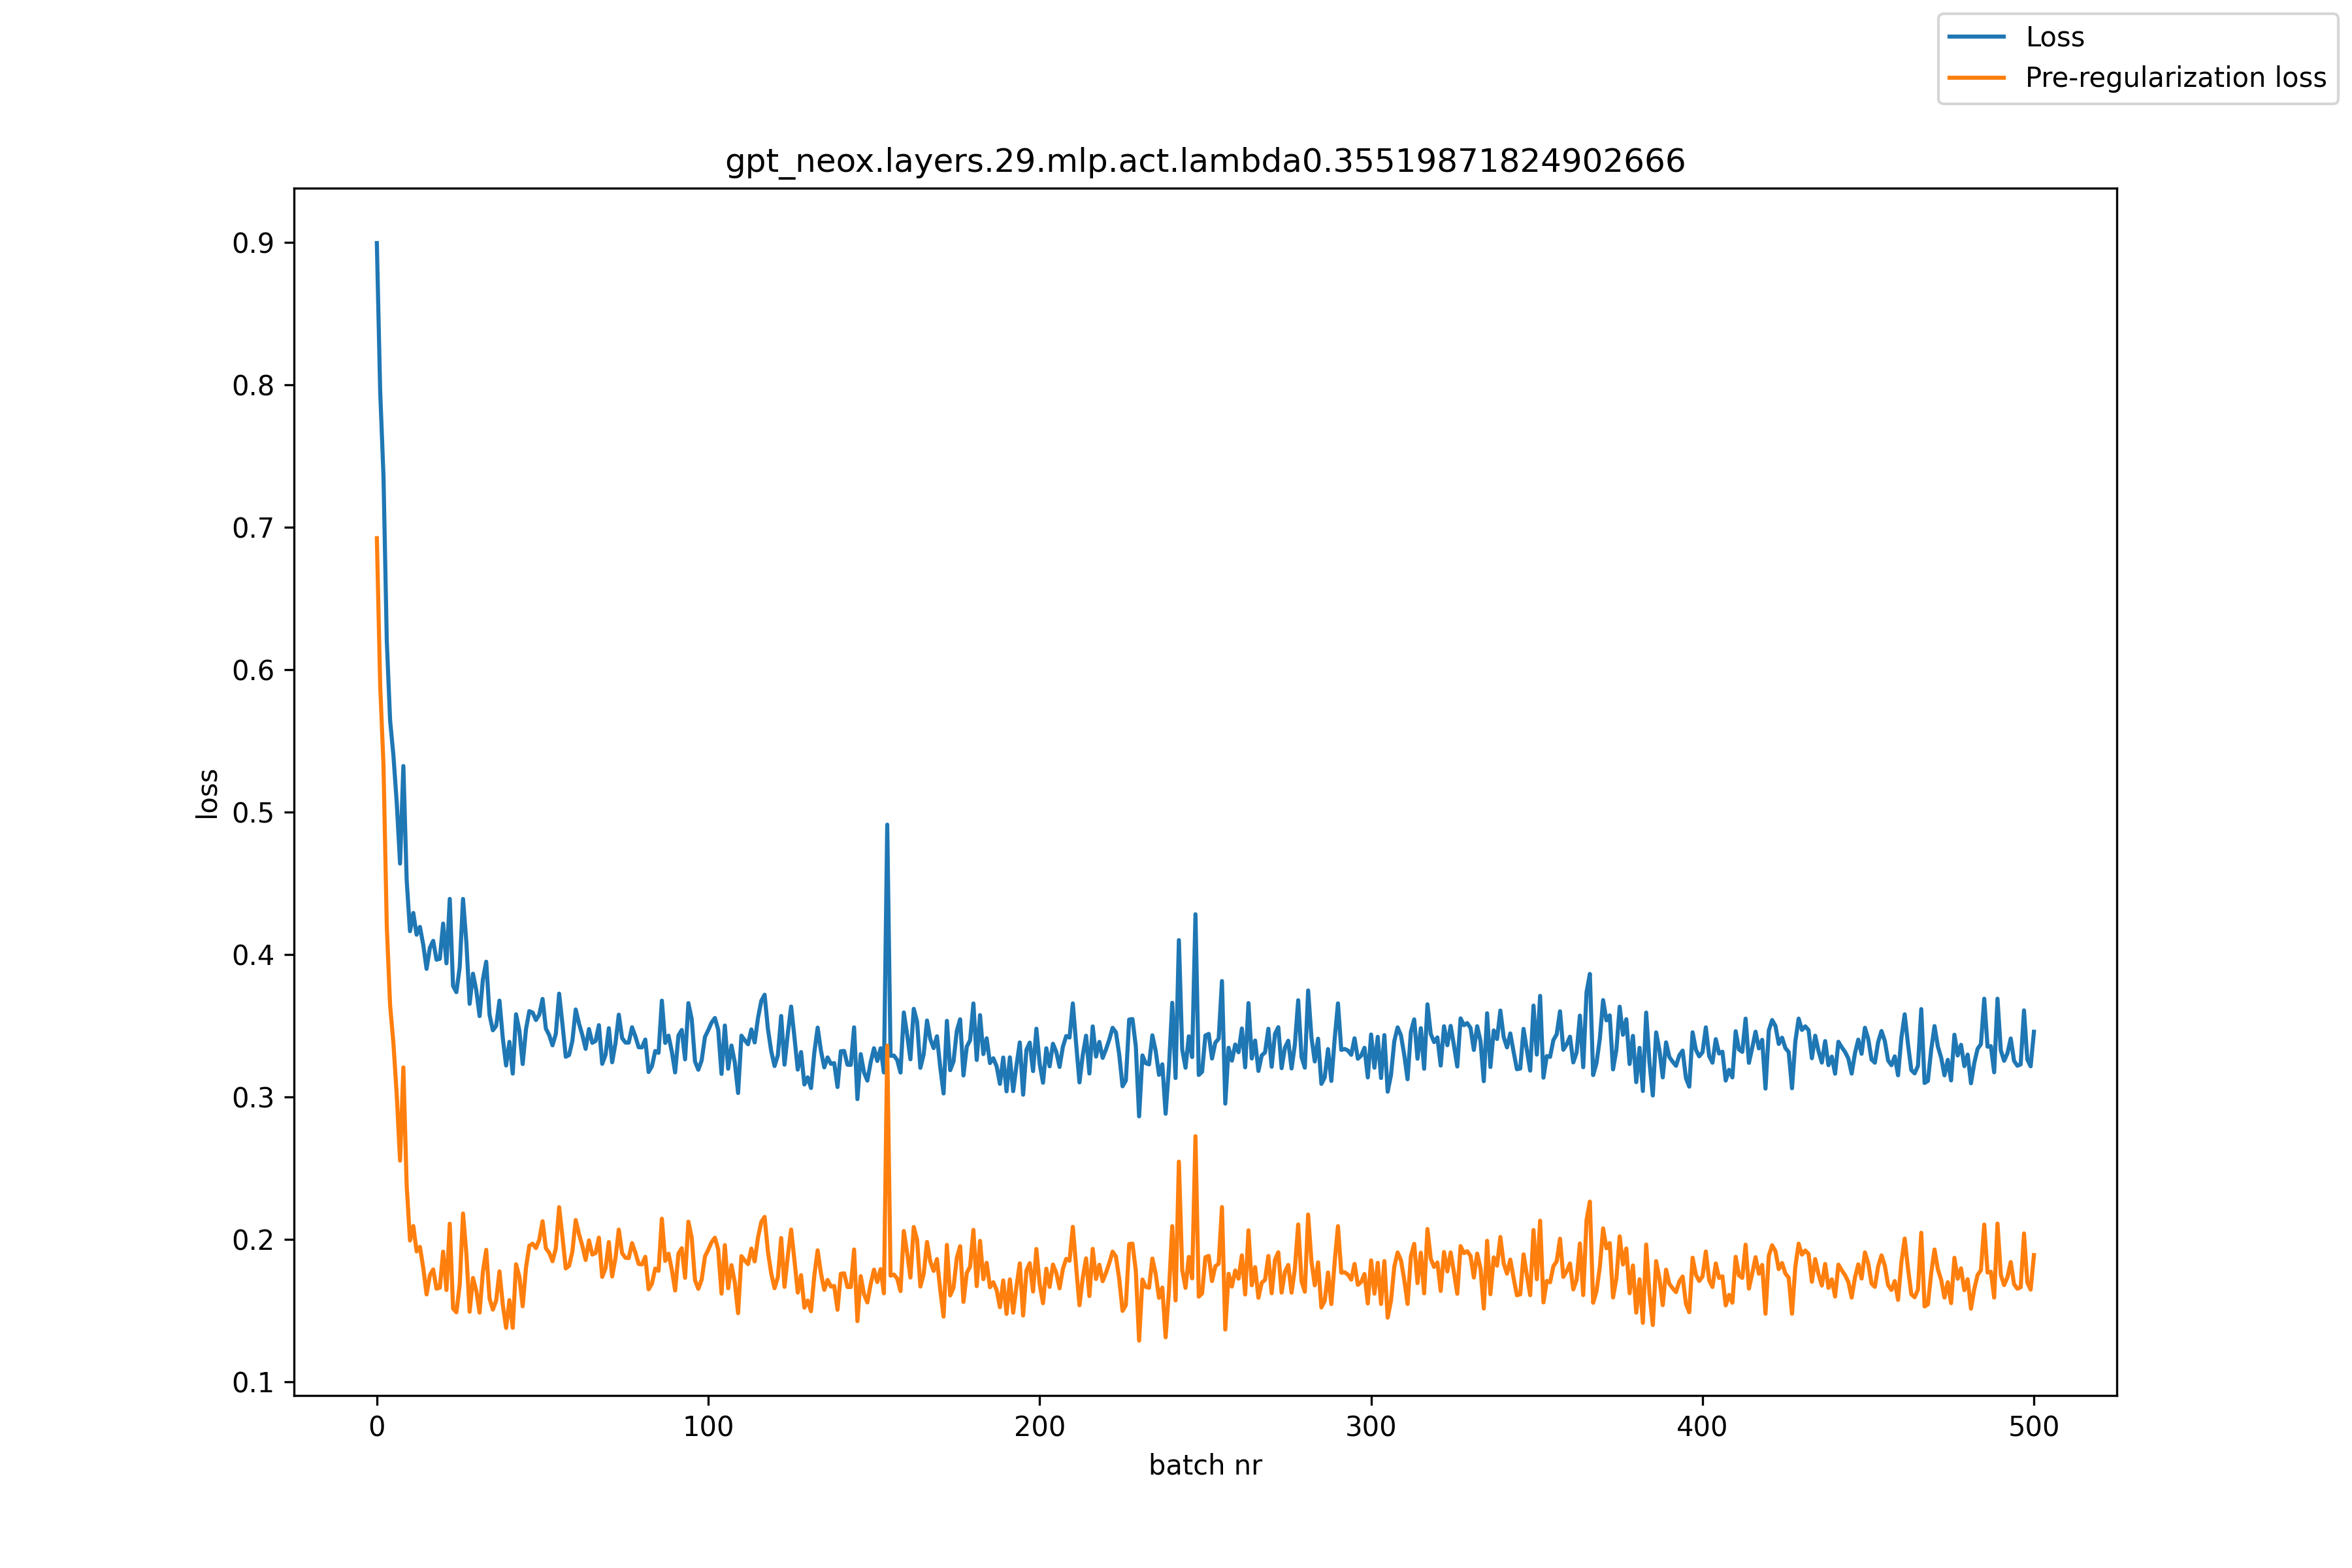 Loss
Pre-regularization loss
gpt_neox.layers.29.mlp.act.lambda0.35519871824902666
0.9
0.8
0.7
0.6
0.5
0.4
0.3
0.2
0.1
loss
0 100 200 300 400 500
batch nr